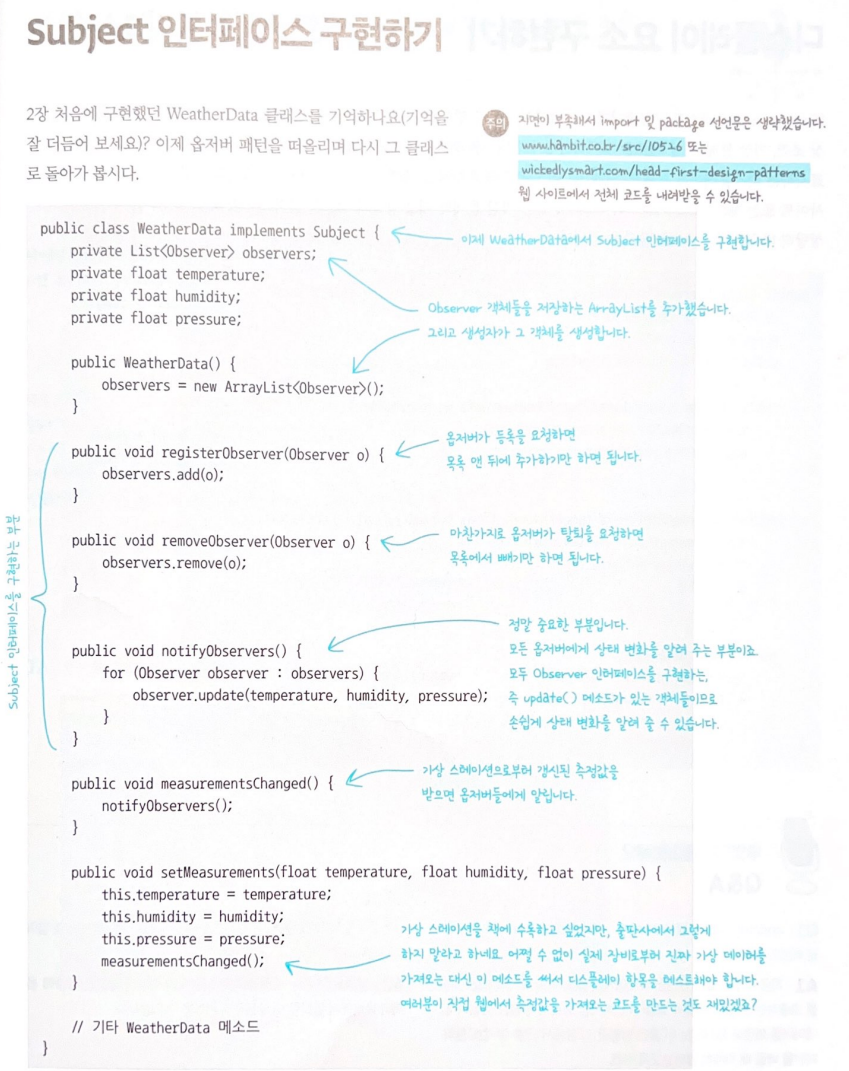 Subject 인터페이스 구현하기
2장 처음에 구현했던 WeatherData 클래스를 기억하나요(기억을
잘 더듬어 보세요)? 이제 옵저버 패턴을 떠올리며 다시 그 클래스
로 돌아가 봅시다.
주의
지면이 부족해서 import 및 package 선언문은 생략했습니다.
www.hanbit.co.kr/src/10526 또는
wickedlysmart.com/head-first-design-patterns
웹 사이트에서 전체 코드를 내려받을 수 있습니다.
public class WeatherData implements Subject {
이제 WeatherData에서 Subject 인터페이스를 구현합니다.
private List<Observer> observers;
private float temperature;
private float humidity;
private float pressure;
Observer 객체들을 저장하는 ArrayList를 추가했습니다.
그리고 생성자가 그 객체를 생성합니다.
public WeatherData() {
observers = new ArrayList<Observer>();
}
Subject 인터페이스를 구현하는 부분
public void registerObserver(Observer o) {
observers.add(o);
}
옵저버가 등록을 요청하면
목록 맨 뒤에 추가하기만 하면 됩니다.
public void removeObserver(Observer o) {
observers.remove(o);
}
마찬가지로 옵저버가 탈퇴를 요청하면
목록에서 빼기만 하면 됩니다.
public void notifyObservers() {
for (Observer observer : observers) {
observer.update(temperature, humidity, pressure);
}
}
정말 중요한 부분입니다.
모든 옵저버에게 상태 변화를 알려 주는 부분이죠.
모두 Observer 인터페이스를 구현하는,
즉 update() 메소드가 있는 객체들이므로
손쉽게 상태 변화를 알려 줄 수 있습니다.
public void measurementsChanged() {
notifyObservers();
}
가상 스테이션으로부터 갱신된 측정값을
받으면 옵저버들에게 알립니다.
public void setMeasurements(float temperature, float humidity, float pressure) {
this.temperature = temperature;
this.humidity = humidity;
this.pressure = pressure;
measurementsChanged();
}
가상 스테이션을 책에 수록하고 싶었지만, 출판사에서 그렇게
하지 말라고 하네요. 어쩔 수 없이 실제 장비로부터 진짜 가상 데이터를
가져오는 대신 이 메소드를 써서 디스플레이 항목을 테스트해야 합니다.
여러분이 직접 웹에서 측정값을 가져오는 코드를 만드는 것도 재밌겠죠?
// 기타 WeatherData 메소드
}